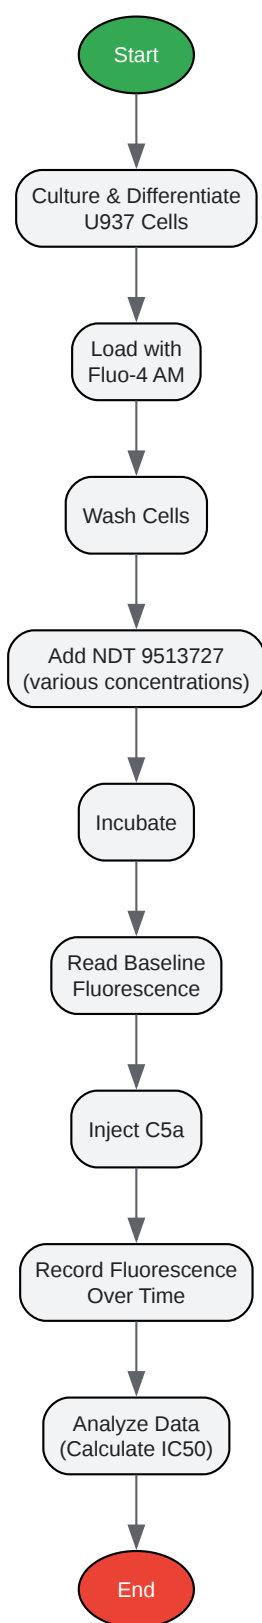 Start
Culture & Differentiate
U937 Cells
Load with
Fluo-4 AM
Wash Cells
Add NDT 9513727
(various concentrations)
Incubate
Read Baseline
Fluorescence
Inject C5a
Record Fluorescence
Over Time
Analyze Data
(Calculate IC50)
End